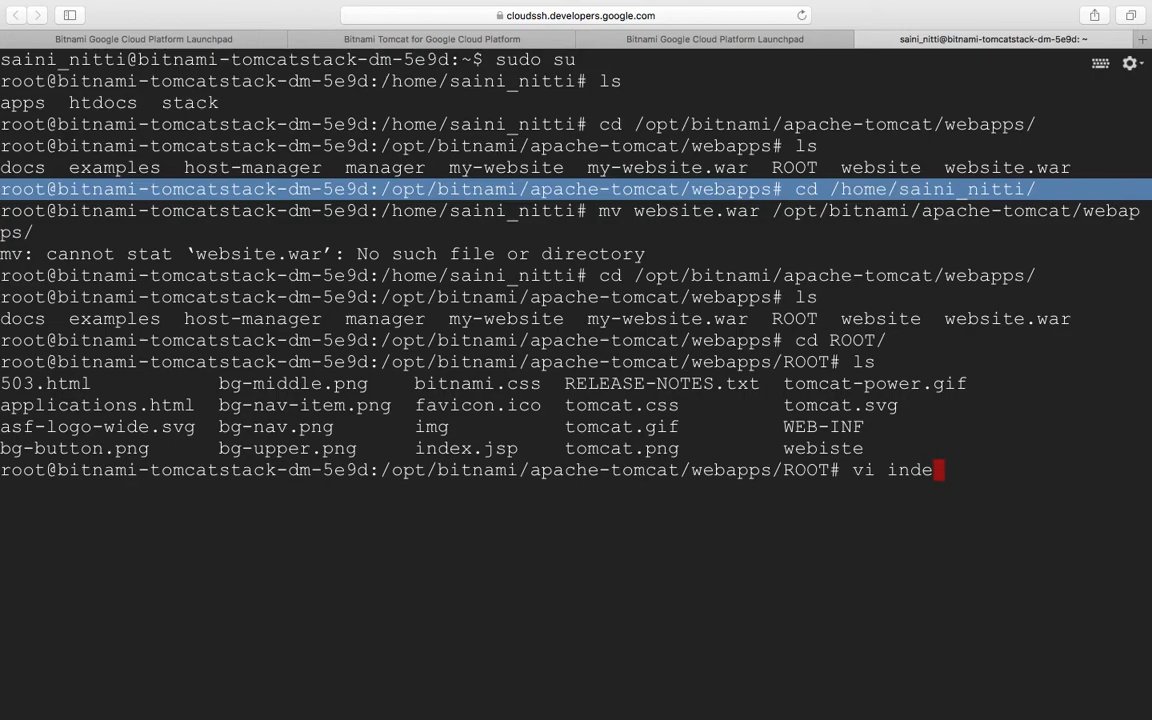 cloudssh.developers.google.com
Bitnami Google Cloud Platform Launchpad
Bitnami Tomcat for Google Cloud Platform
Bitnami Google Cloud Platform Launchpad
saini_nitti@bitnami-tomcatstack-dm-5e9d: ~
saini_nitti@bitnami-tomcatstack-dm-5e9d:~$ sudo su
root@bitnami-tomcatstack-dm-5e9d:/home/saini_nitti# ls
apps  htdocs  stack
root@bitnami-tomcatstack-dm-5e9d:/home/saini_nitti# cd /opt/bitnami/apache-tomcat/webapps/
root@bitnami-tomcatstack-dm-5e9d:/opt/bitnami/apache-tomcat/webapps# ls
docs  examples  host-manager  manager  my-website  my-website.war  ROOT  website  website.war
root@bitnami-tomcatstack-dm-5e9d:/opt/bitnami/apache-tomcat/webapps# cd /home/saini_nitti/
root@bitnami-tomcatstack-dm-5e9d:/home/saini_nitti# mv website.war /opt/bitnami/apache-tomcat/webap
ps/
mv: cannot stat ‘website.war’: No such file or directory
root@bitnami-tomcatstack-dm-5e9d:/home/saini_nitti# cd /opt/bitnami/apache-tomcat/webapps/
root@bitnami-tomcatstack-dm-5e9d:/opt/bitnami/apache-tomcat/webapps# ls
docs  examples  host-manager  manager  my-website  my-website.war  ROOT  website  website.war
root@bitnami-tomcatstack-dm-5e9d:/opt/bitnami/apache-tomcat/webapps# cd ROOT/
root@bitnami-tomcatstack-dm-5e9d:/opt/bitnami/apache-tomcat/webapps/ROOT# ls
503.html  bg-middle.png  bitnami.css  RELEASE-NOTES.txt  tomcat-power.gif
applications.html  bg-nav-item.png  favicon.ico  tomcat.css  tomcat.svg
asf-logo-wide.svg  bg-nav.png  img  tomcat.gif  WEB-INF
bg-button.png  bg-upper.png  index.jsp  tomcat.png  webiste
root@bitnami-tomcatstack-dm-5e9d:/opt/bitnami/apache-tomcat/webapps/ROOT# vi inde